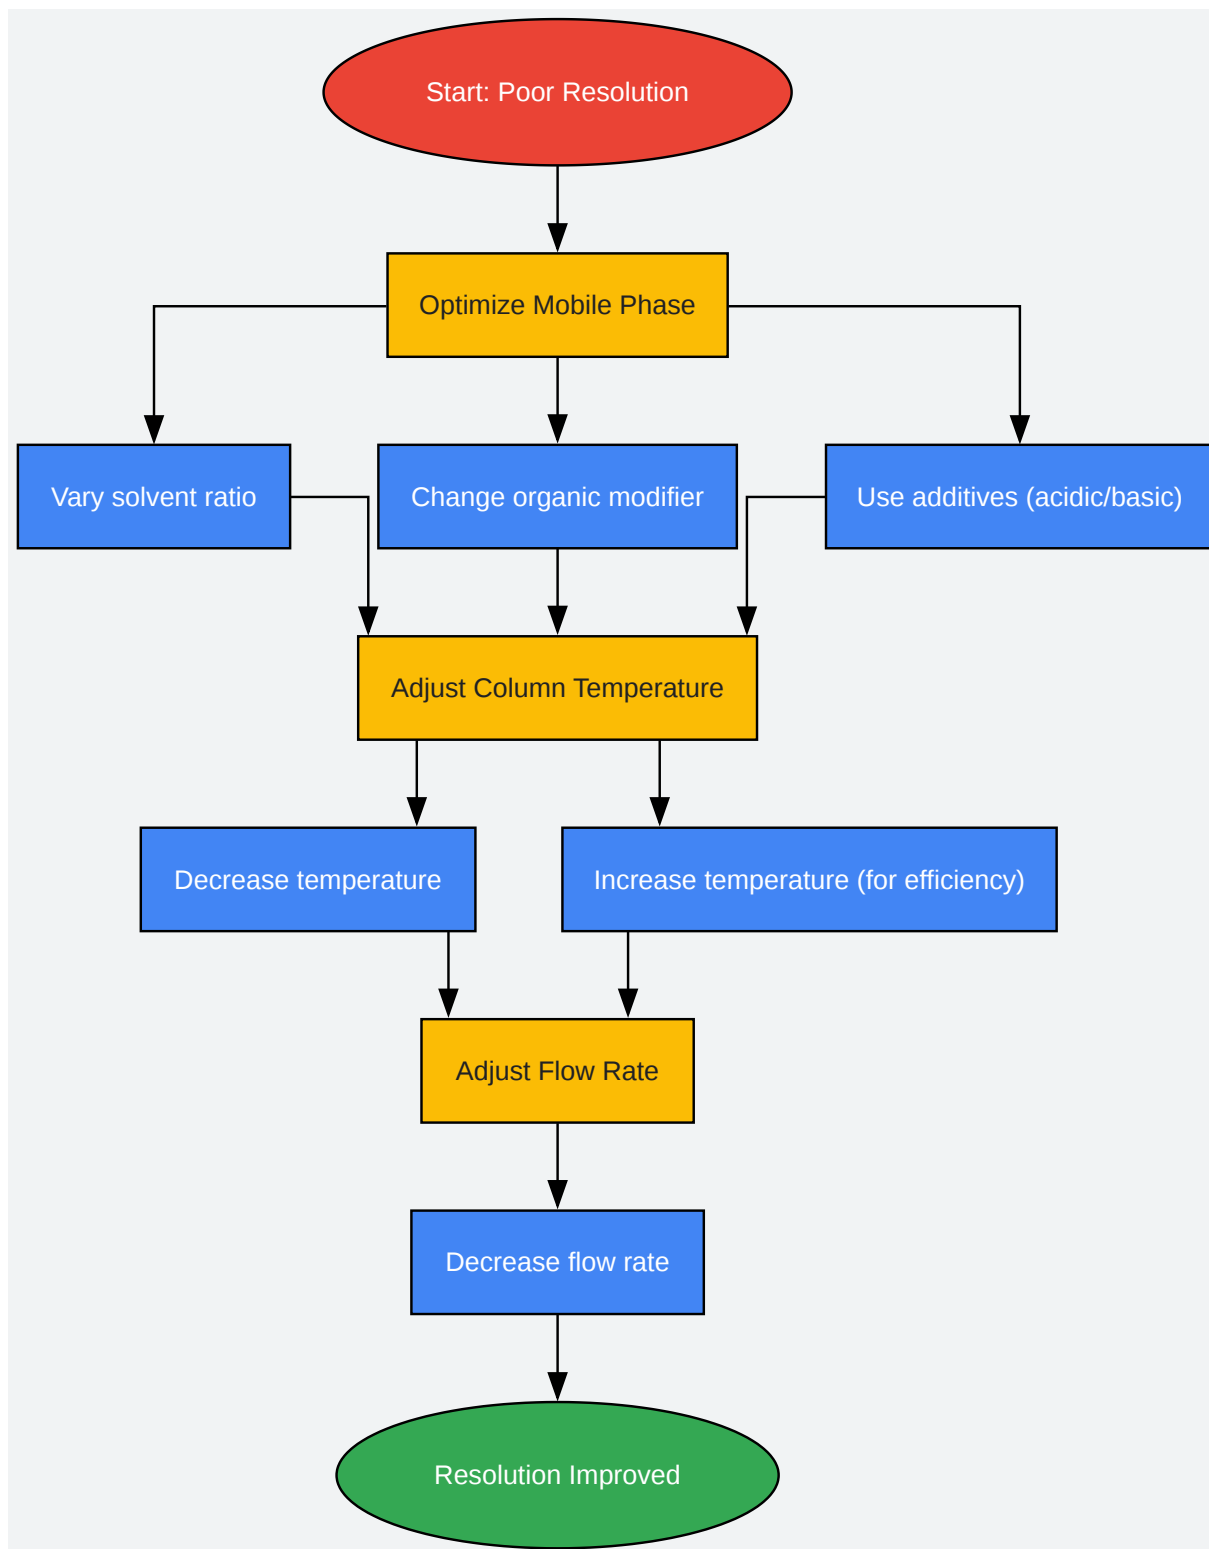 Start: Poor Resolution
Optimize Mobile Phase
Vary solvent ratio
Change organic modifier
Use additives (acidic/basic)
Adjust Column Temperature
Decrease temperature
Increase temperature (for efficiency)
Adjust Flow Rate
Decrease flow rate
Resolution Improved